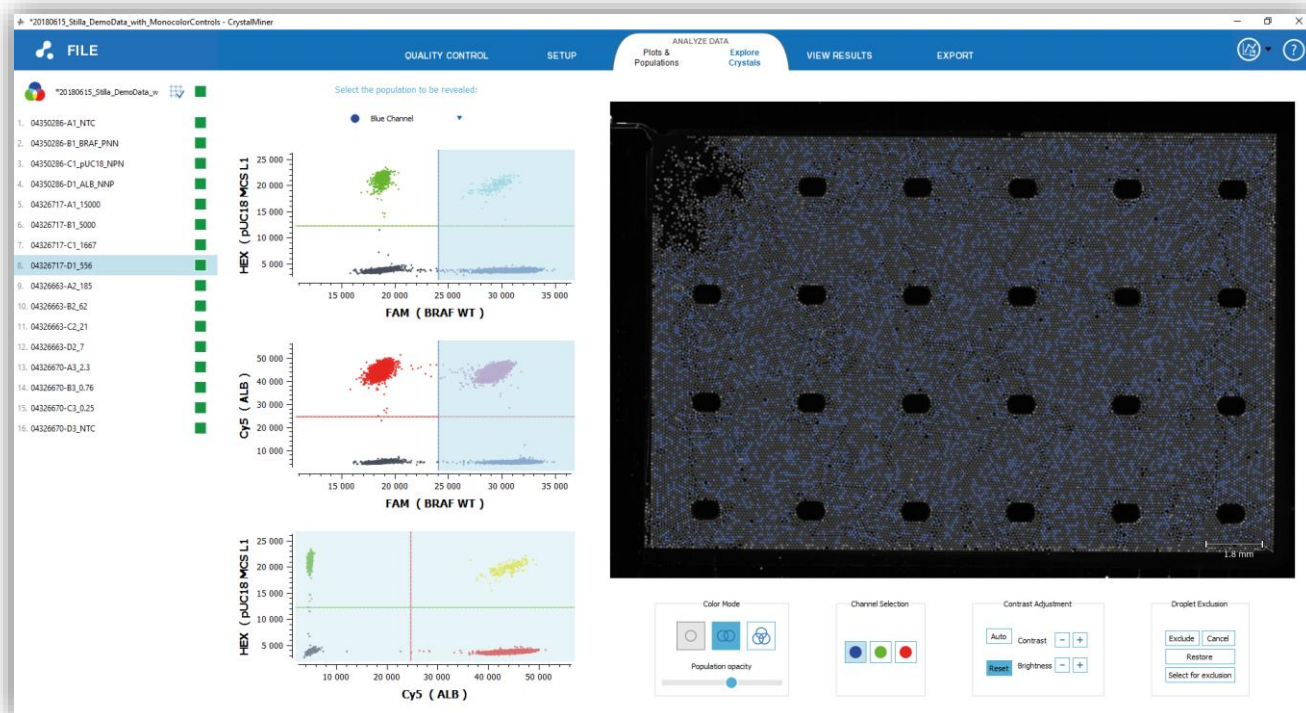 *20180615_Stilla_DemoData_with_MonocolorControls - CrystalMiner
FILE
QUALITY CONTROL
SETUP
ANALYZE DATA
Plots & Populations
Explore Crystals
VIEW RESULTS
EXPORT
?
*20180615_Stilla_DemoData_w
1. 04350286-A1_NTC
2. 04350286-B1_BRAF_PNN
3. 04350286-C1_pUC18_NPN
4. 04350286-D1_ALB_NNP
5. 04326717-A1_15000
6. 04326717-B1_5000
7. 04326717-C1_1667
8. 04326717-D1_556
9. 04326663-A2_185
10. 04326663-B2_62
11. 04326663-C2_21
12. 04326663-D2_7
13. 04326670-A3_2.3
14. 04326670-B3_0.76
15. 04326670-C3_0.25
16. 04326670-D3_NTC
Select the population to be revealed:
Blue Channel
HEX ( pUC18 MCS L1 )
25 000
20 000
15 000
10 000
5 000
15 000 20 000 25 000 30 000 35 000
FAM ( BRAF WT )
Cy5 ( ALB )
50 000
40 000
30 000
20 000
10 000
15 000 20 000 25 000 30 000 35 000
FAM ( BRAF WT )
HEX ( pUC18 MCS L1 )
25 000
20 000
15 000
10 000
5 000
10 000 20 000 30 000 40 000 50 000
Cy5 ( ALB )
1.8 mm
Color Mode
Population opacity
Channel Selection
Contrast Adjustment
Auto Contrast - +
Reset Brightness - +
Droplet Exclusion
Exclude Cancel
Restore
Select for exclusion